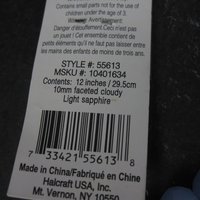 Contains small parts not for the use of
children under the age of 3.
Advertissement:
Danger d'étouffement.Ceci n'est pas
un jouet ! Cet ensemble contient de
petits éléments qu'il ne faut pas laisser entre
les mains des enfants de moins de trois ans.
STYLE #: 55613
MSKU #: 10401634
Contents: 12 inches / 29.5cm
10mm faceted cloudy
Light sapphire
7 33421 55613 8
Made in China/Fabriqué en Chine
Halcraft USA, Inc.
Mt. Vernon, NY 10550